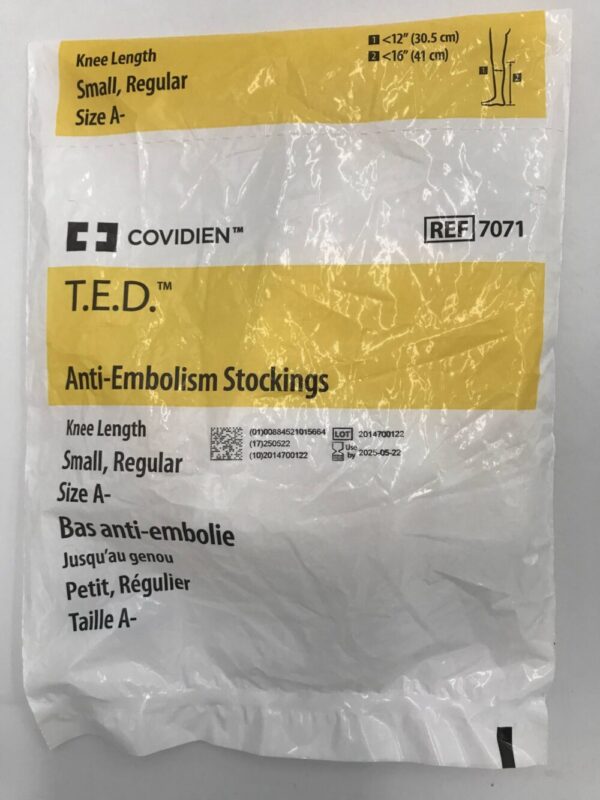 Knee Length
Small, Regular
Size A-
1 <12” (30.5 cm)
2 <16” (41 cm)
1
2
COVIDIEN™
REF 7071
T.E.D.™
Anti-Embolism Stockings
Knee Length
Small, Regular
Size A-
(01)00884521015664
(17)250522
(10)2014700122
LOT 2014700122
Use by 2025-05-22
Bas anti-embolie
Jusqu'au genou
Petit, Régulier
Taille A-